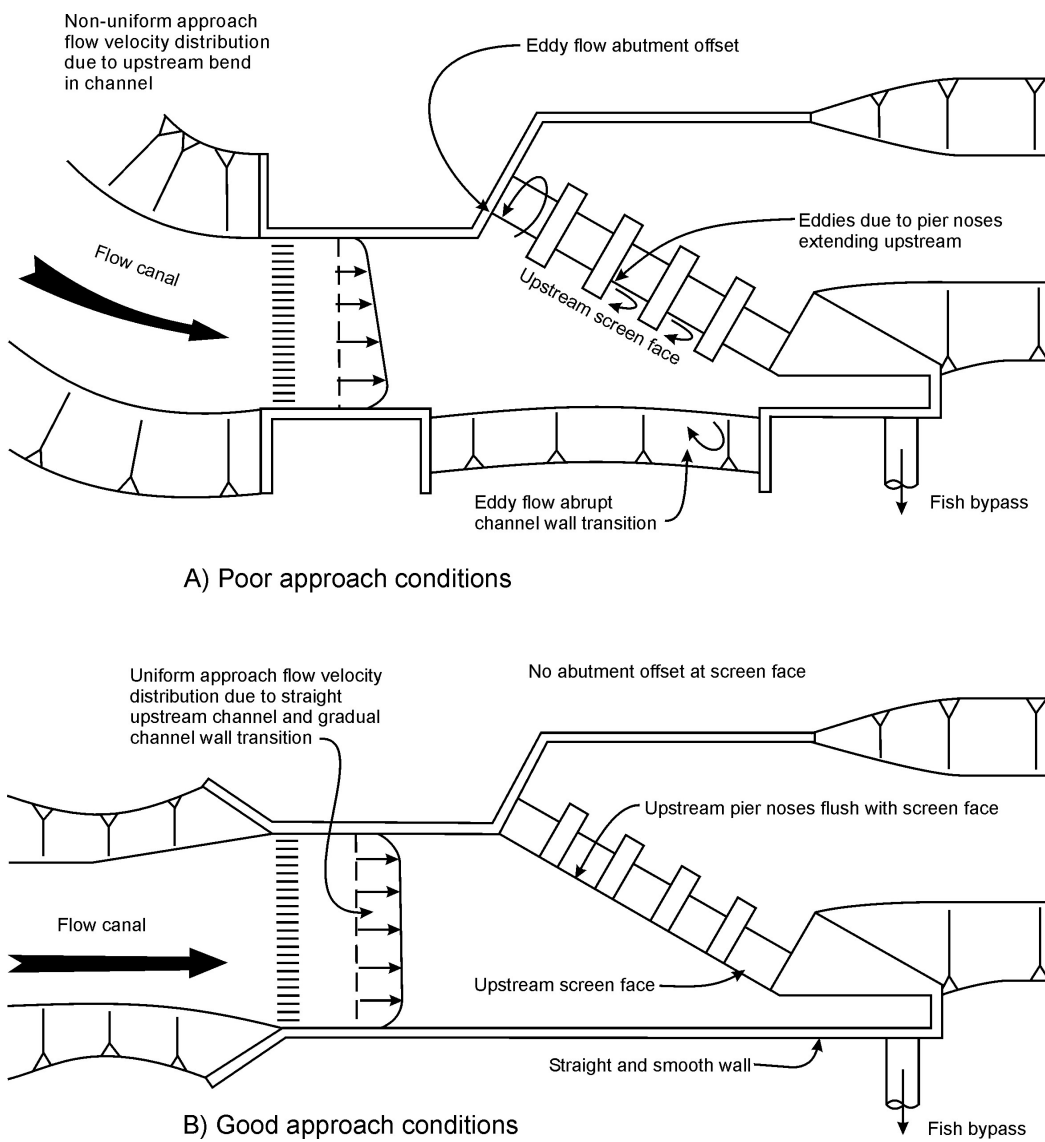 Non-uniform approach
flow velocity distribution
due to upstream bend
in channel
Eddy flow abutment offset
Flow canal
Eddies due to pier noses
extending upstream
Upstream screen face
Eddy flow abrupt
channel wall transition
Fish bypass
A) Poor approach conditions
Uniform approach flow velocity
distribution due to straight
upstream channel and gradual
channel wall transition
No abutment offset at screen face
Upstream pier noses flush with screen face
Flow canal
Upstream screen face
Straight and smooth wall
Fish bypass
B) Good approach conditions